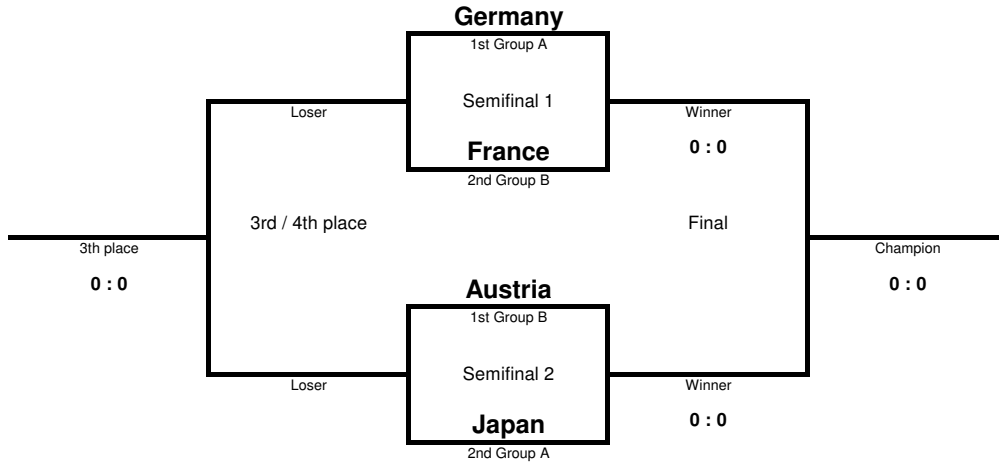 Germany
1st Group A
Loser
Semifinal 1
Winner
0 : 0
France
2nd Group B
3rd / 4th place
Final
3th place
0 : 0
Champion
0 : 0
Austria
1st Group B
Loser
Semifinal 2
Winner
0 : 0
Japan
2nd Group A